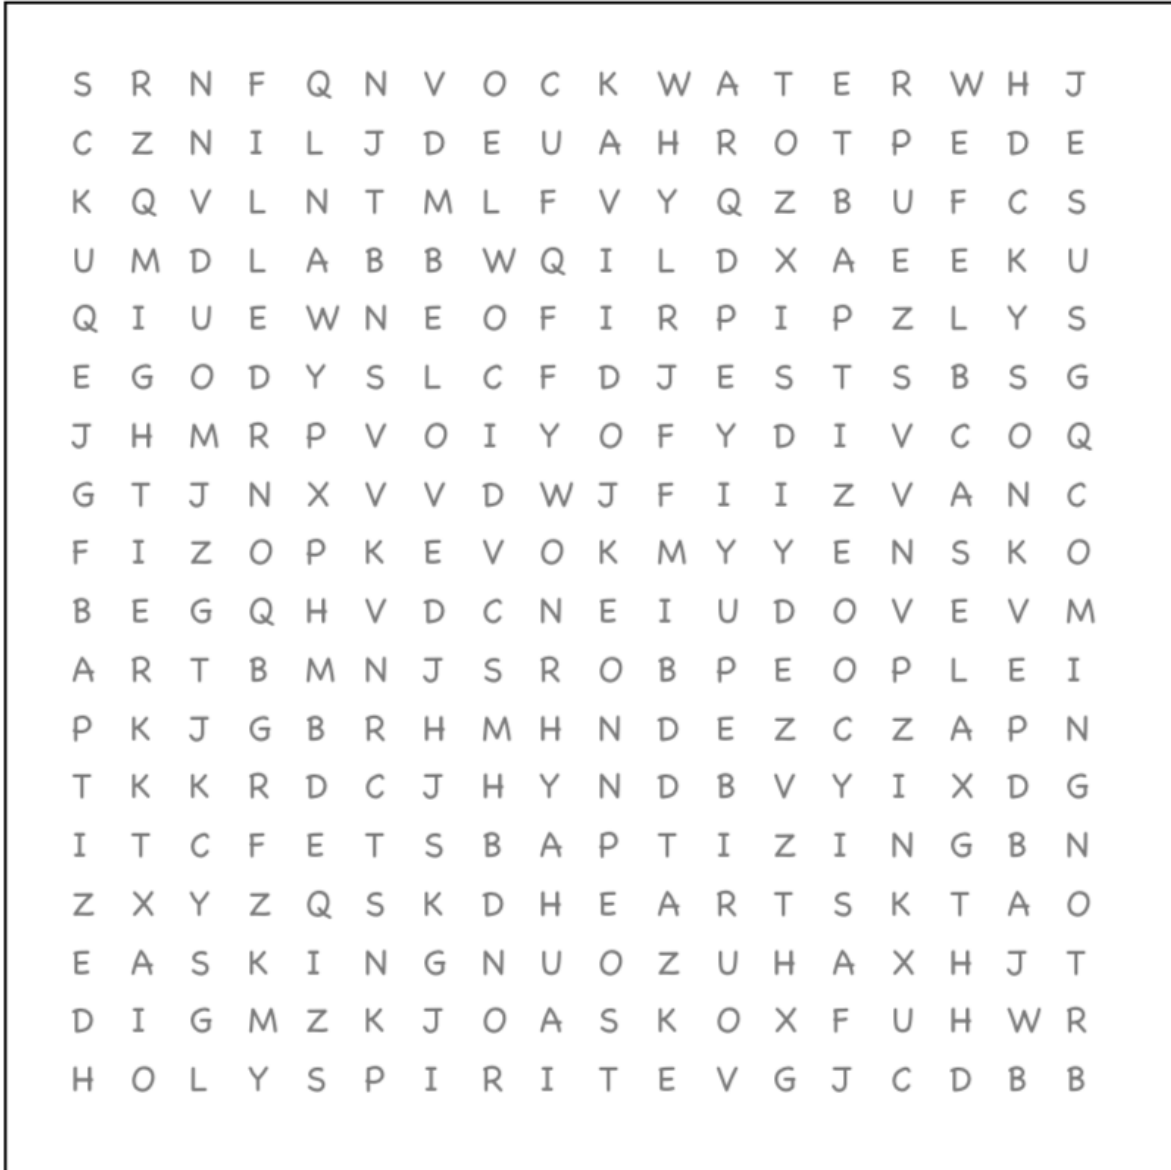 S R N F Q N V O C K W A T E R W H J
C Z N I L J D E U A H R O T P E D E
K Q V L N T M L F V Y Q Z B U F C S
U M D L A B B W Q I L D X A E E K U
Q I U E W N E O F I R P I P Z L Y S
E G O D Y S L C F D J E S T S B S G
J H M R P V O I Y O F Y D I V C O Q
G T J N X V V D W J F I I Z V A N C
F I Z O P K E V O K M Y Y E N S K O
B E G Q H V D C N E I U D O V E V M
A R T B M N J S R O B P E O P L E I
P K J G B R H M H N D E Z C Z A P N
T K K R D C J H Y N D B V Y I X D G
I T C F E T S B A P T I Z I N G B N
Z X Y Z Q S K D H E A R T S K T A O
E A S K I N G N U O Z U H A X H J T
D I G M Z K J O A S K O X F U H W R
H O L Y S P I R I T E V G J C D B B